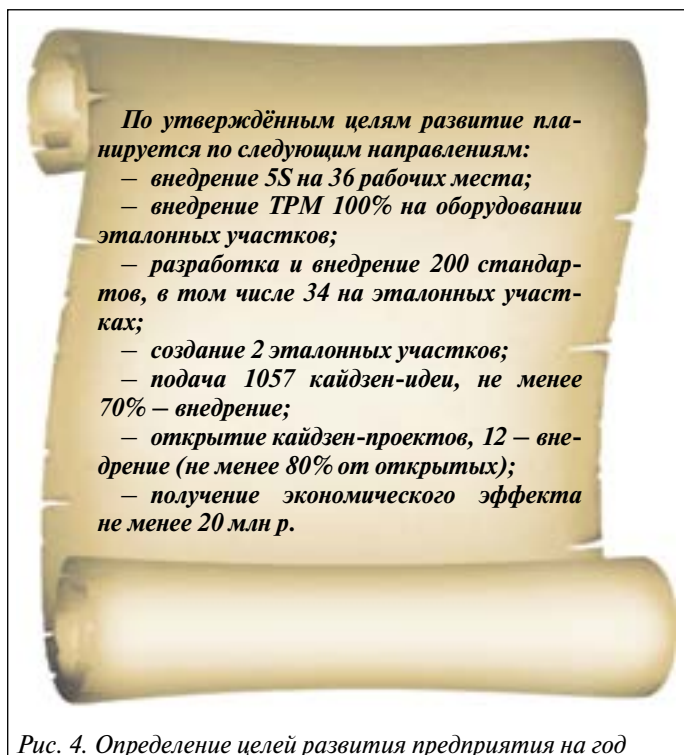 По утверждённым целям развитие пла-
нируется по следующим направлениям:
— внедрение 5S на 36 рабочих места;
— внедрение TPM 100% на оборудовании
эталонных участков;
— разработка и внедрение 200 стандар-
тов, в том числе 34 на эталонных участ-
ках;
— создание 2 эталонных участков;
— подача 1057 кайдзен-идеи, не менее
70% — внедрение;
— открытие кайдзен-проектов, 12 — вне-
дрение (не менее 80% от открытых);
— получение экономического эффекта
не менее 20 млн р.
Рис. 4. Определение целей развития предприятия на год